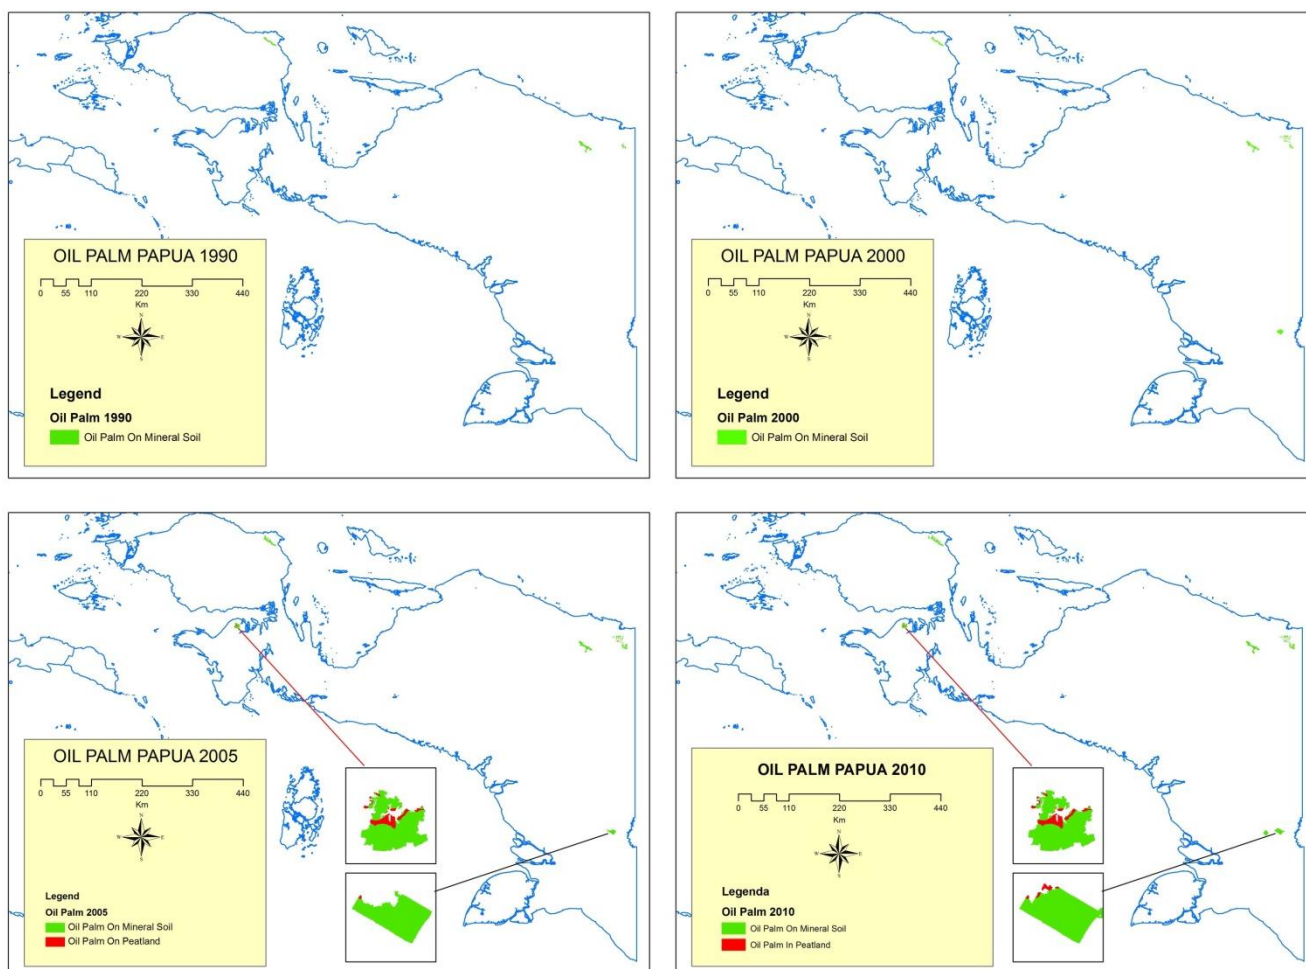 OIL PALM PAPUA 1990
0 55 110 220 330 440
Km
N
W E
S
Legend
Oil Palm 1990
Oil Palm On Mineral Soil
OIL PALM PAPUA 2000
0 55 110 220 330 440
Km
N
W E
S
Legend
Oil Palm 2000
Oil Palm On Mineral Soil
OIL PALM PAPUA 2005
0 55 110 220 330 440
Km
N
W E
S
Legend
Oil Palm 2005
Oil Palm On Mineral Soil
Oil Palm On Peatland
OIL PALM PAPUA 2010
0 55 110 220 330 440
Km
N
W E
S
Legenda
Oil Palm 2010
Oil Palm On Mineral Soil
Oil Palm In Peatland